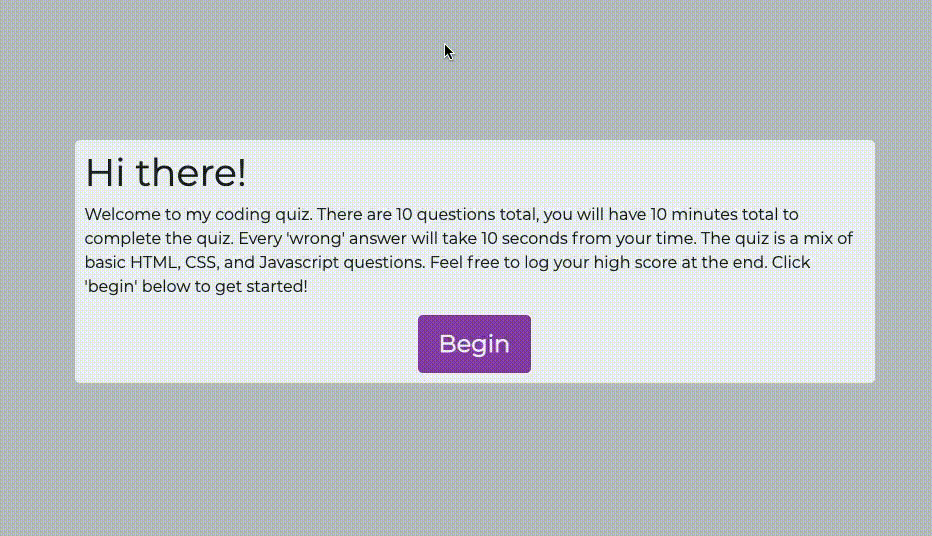 Hi there!
Welcome to my coding quiz. There are 10 questions total, you will have 10 minutes total to
complete the quiz. Every 'wrong' answer will take 10 seconds from your time. The quiz is a mix of
basic HTML, CSS, and Javascript questions. Feel free to log your high score at the end. Click
'begin' below to get started!
Begin